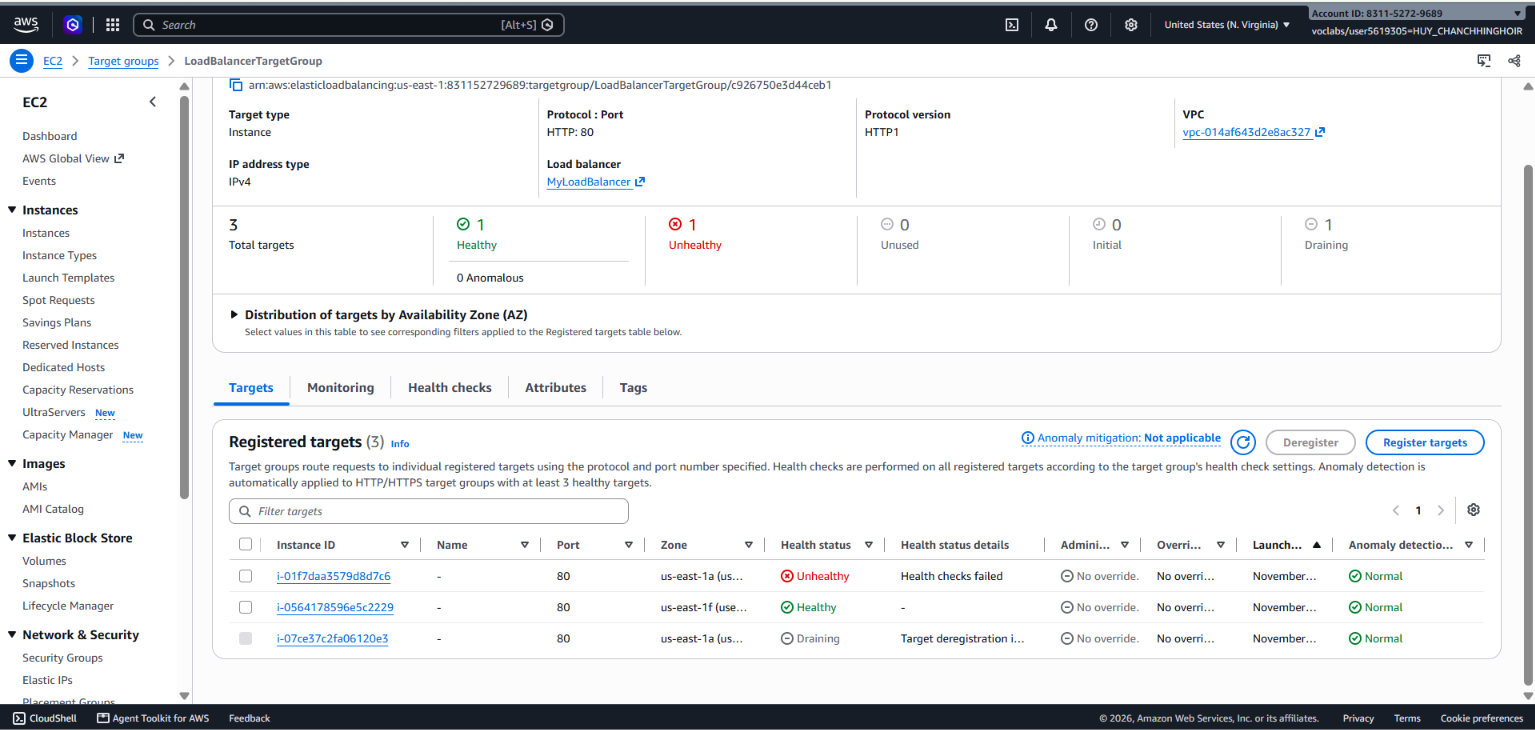 aws
Search [Alt+S]
United States (N. Virginia)
Account ID: 8311-5272-9689
voclabs/user5619305=HUY_CHANCHHINGHOIR
EC2 > Target groups > LoadBalancerTargetGroup
EC2
Dashboard
AWS Global View
Events
Instances
Instances
Instance Types
Launch Templates
Spot Requests
Savings Plans
Reserved Instances
Dedicated Hosts
Capacity Reservations
UltraServers New
Capacity Manager New
Images
AMIs
AMI Catalog
Elastic Block Store
Volumes
Snapshots
Lifecycle Manager
Network & Security
Security Groups
Elastic IPs
Placement Groups
arn:aws:elasticloadbalancing:us-east-1:831152729689:targetgroup/LoadBalancerTargetGroup/c926750e3d44ceb1
Target type
Instance
Protocol : Port
HTTP: 80
Protocol version
HTTP1
VPC
vpc-014af643d2e8ac327
IP address type
IPv4
Load balancer
MyLoadBalancer
3
Total targets
1
Healthy
0 Anomalous
1
Unhealthy
0
Unused
0
Initial
1
Draining
Distribution of targets by Availability Zone (AZ)
Select values in this table to see corresponding filters applied to the Registered targets table below.
Targets Monitoring Health checks Attributes Tags
Registered targets (3) Info
Anomaly mitigation: Not applicable
Deregister
Register targets
Target groups route requests to individual registered targets using the protocol and port number specified. Health checks are performed on all registered targets according to the target group's health check settings. Anomaly detection is
automatically applied to HTTP/HTTPS target groups with at least 3 healthy targets.
Filter targets
1
Instance ID Name Port Zone Health status Health status details Admini... Overri... Launch... Anomaly detectio...
i-01f7daa3579d8d7c6 - 80 us-east-1a (us... Unhealthy Health checks failed No override. No overri... November... Normal
i-0564178596e5c2229 - 80 us-east-1f (use... Healthy - No override. No overri... November... Normal
i-07ce37c2fa06120e3 - 80 us-east-1a (us... Draining Target deregistration i... No override. No overri... November... Normal
CloudShell Agent Toolkit for AWS Feedback
© 2026, Amazon Web Services, Inc. or its affiliates. Privacy Terms Cookie preferences